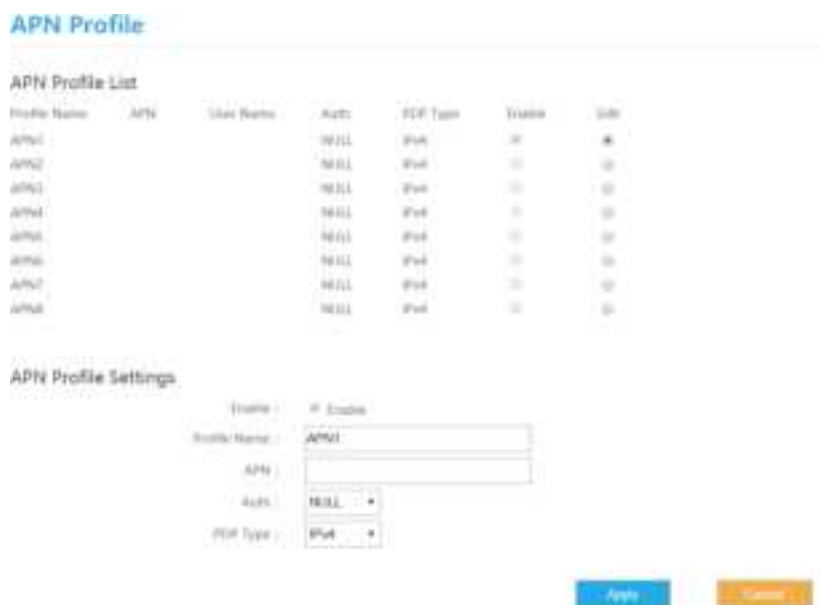 APN Profile
APN Profile List
Profile Name APN User Name Auth PDP Type Enable Edit
APN1 NULL IPv4
APN2 NULL IPv4
APN3 NULL IPv4
APN4 NULL IPv4
APN5 NULL IPv4
APN6 NULL IPv4
APN7 NULL IPv4
APN8 NULL IPv4
APN Profile Settings
Enable : Enable
Profile Name : APN1
APN :
Auth : NULL
PDP Type : IPv4
Apply Cancel